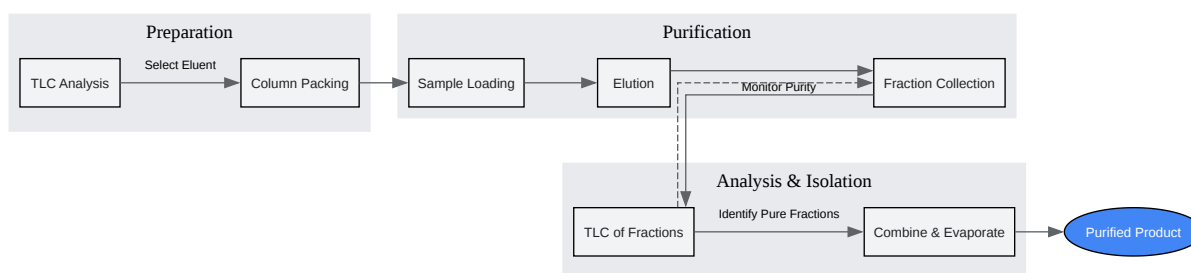 Preparation
TLC Analysis
Select Eluent
Column Packing
Purification
Sample Loading
Elution
Monitor Purity
Fraction Collection
Analysis & Isolation
TLC of Fractions
Identify Pure Fractions
Combine & Evaporate
Purified Product